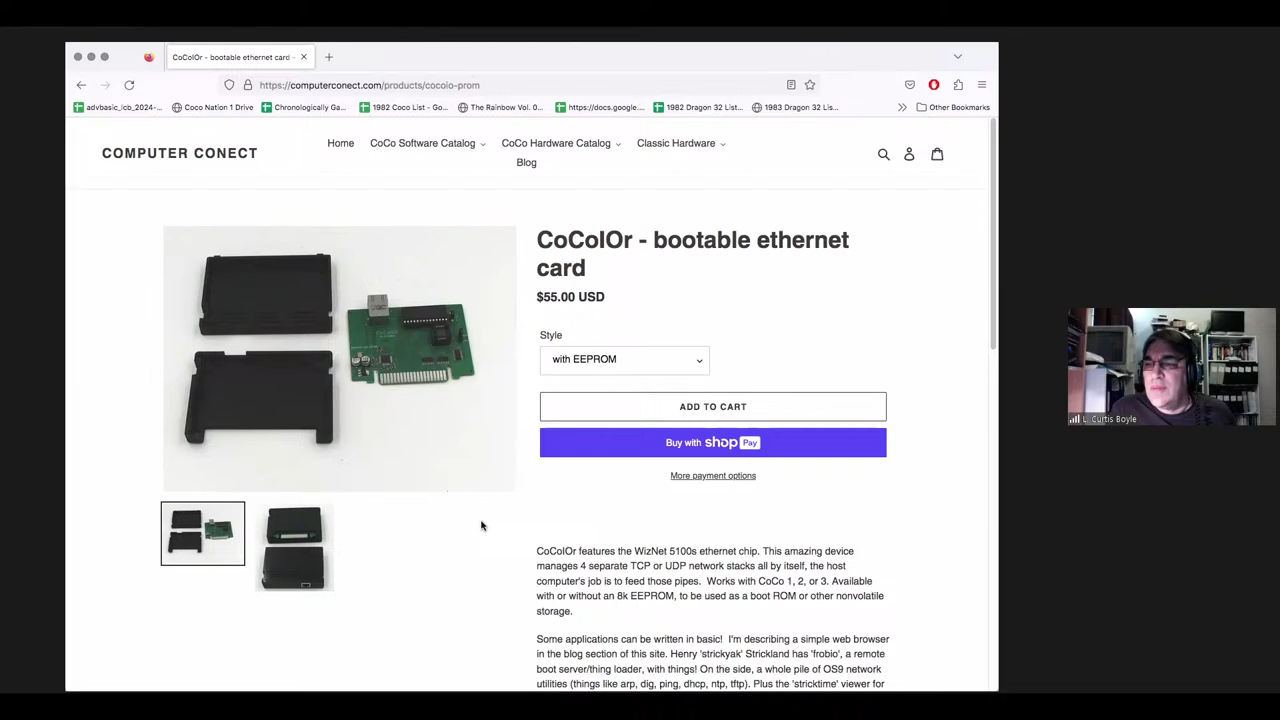 CoCoIOr - bootable ethernet card -
https://computerconect.com/products/cocoio-prom
advbasic_icb_2024-... Coco Nation 1 Drive Chronologically Ga... 1982 Coco List - Go... The Rainbow Vol. 0... https://docs.google.... 1982 Dragon 32 List... 1983 Dragon 32 Lis... Other Bookmarks
COMPUTER CONECT
Home CoCo Software Catalog CoCo Hardware Catalog Classic Hardware
Blog
CoCoIOr - bootable ethernet
card
$55.00 USD
Style
with EEPROM
ADD TO CART
Buy with shop Pay
More payment options
CoCoIOr features the WizNet 5100s ethernet chip. This amazing device
manages 4 separate TCP or UDP network stacks all by itself, the host
computer's job is to feed those pipes. Works with CoCo 1, 2, or 3. Available
with or without an 8k EEPROM, to be used as a boot ROM or other nonvolatile
storage.
Some applications can be written in basic! I'm describing a simple web browser
in the blog section of this site. Henry 'strickyak' Strickland has 'frobio', a remote
boot server/thing loader, with things! On the side, a whole pile of OS9 network
utilities (things like arp, dig, ping, dhcp, ntp, tftp). Plus the 'stricktime' viewer for
L. Curtis Boyle